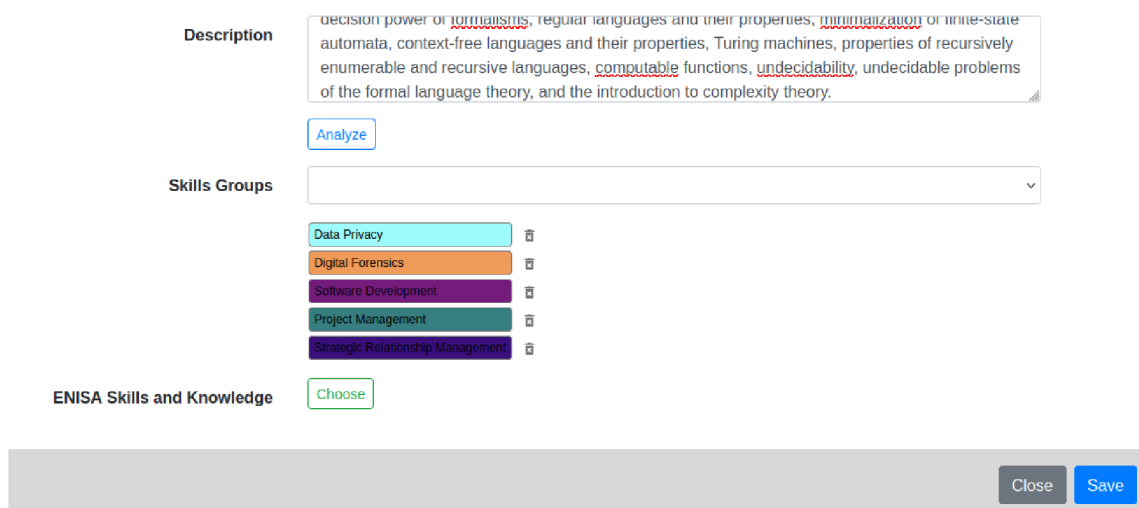 decision power of formalisms, regular languages and their properties, minimalization of finite-state
Description
automata, context-free languages and their properties, Turing machines, properties of recursively
enumerable and recursive languages, computable functions, undecidability, undecidable problems
of the formal language theory, and the introduction to complexity theory.
Analyze
Skills Groups
Data Privacy
Digital Forensics
Software Development
Project Management
Strategic Relationship Management
ENISA Skills and Knowledge
Choose
Close
Save